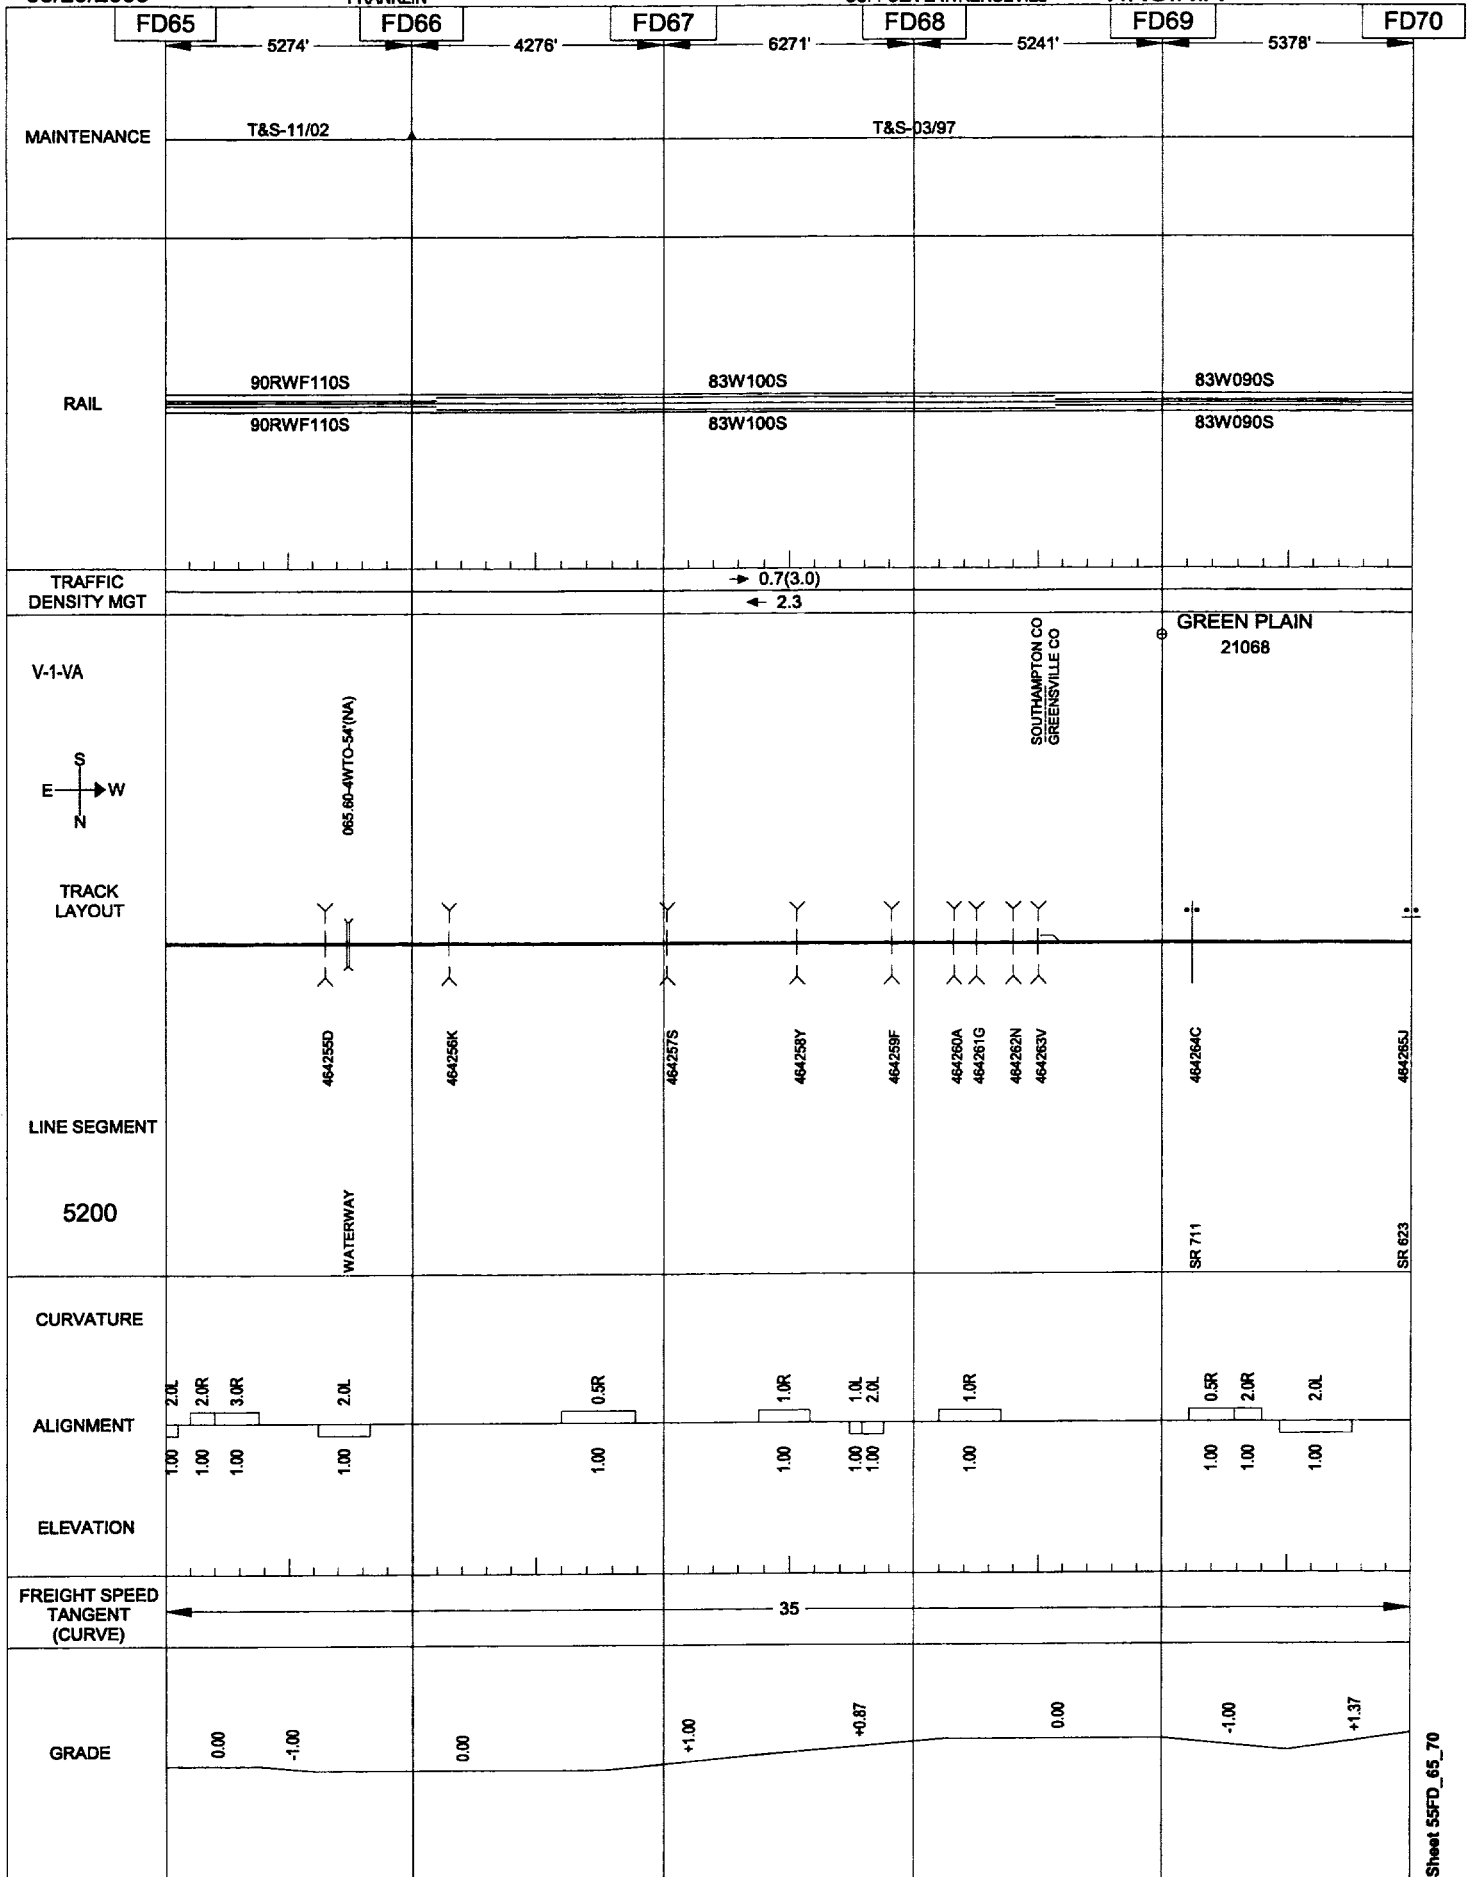 FRANKLIN
FD65 FD66 FD67 FD68 FD69 FD70
5274' 4276' 6271' 5241' 5378'
MAINTENANCE T&S-11/02 T&S-03/97
90RWF110S 83W100S 83W090S
RAIL
90RWF110S 83W100S 83W090S
TRAFFIC
DENSITY MGT
→ 0.7(3.0)
← 2.3
GREEN PLAIN
21068
SOUTHAMPTON CO
GREENSVILLE CO
V-1-VA
065.60-4WTO-54'(NA)
S
E W
N
TRACK
LAYOUT
464255D 464256K 464257S 464258Y 464259F 464260A 464261G 464262N 464263V 464264C 464265J
LINE SEGMENT
5200
WATERWAY SR 711 SR 623
CURVATURE
2.0L 2.0R 3.0R 2.0L 0.5R 1.0R 1.0L 2.0L 1.0R 0.5R 2.0R 2.0L
ALIGNMENT
1.00 1.00 1.00 1.00 1.00 1.00 1.00 1.00 1.00 1.00 1.00 1.00
ELEVATION
FREIGHT SPEED
TANGENT
(CURVE)
35
GRADE
0.00 -1.00 0.00 +1.00 +0.87 0.00 -1.00 +1.37
Sheet 55FD_65_70